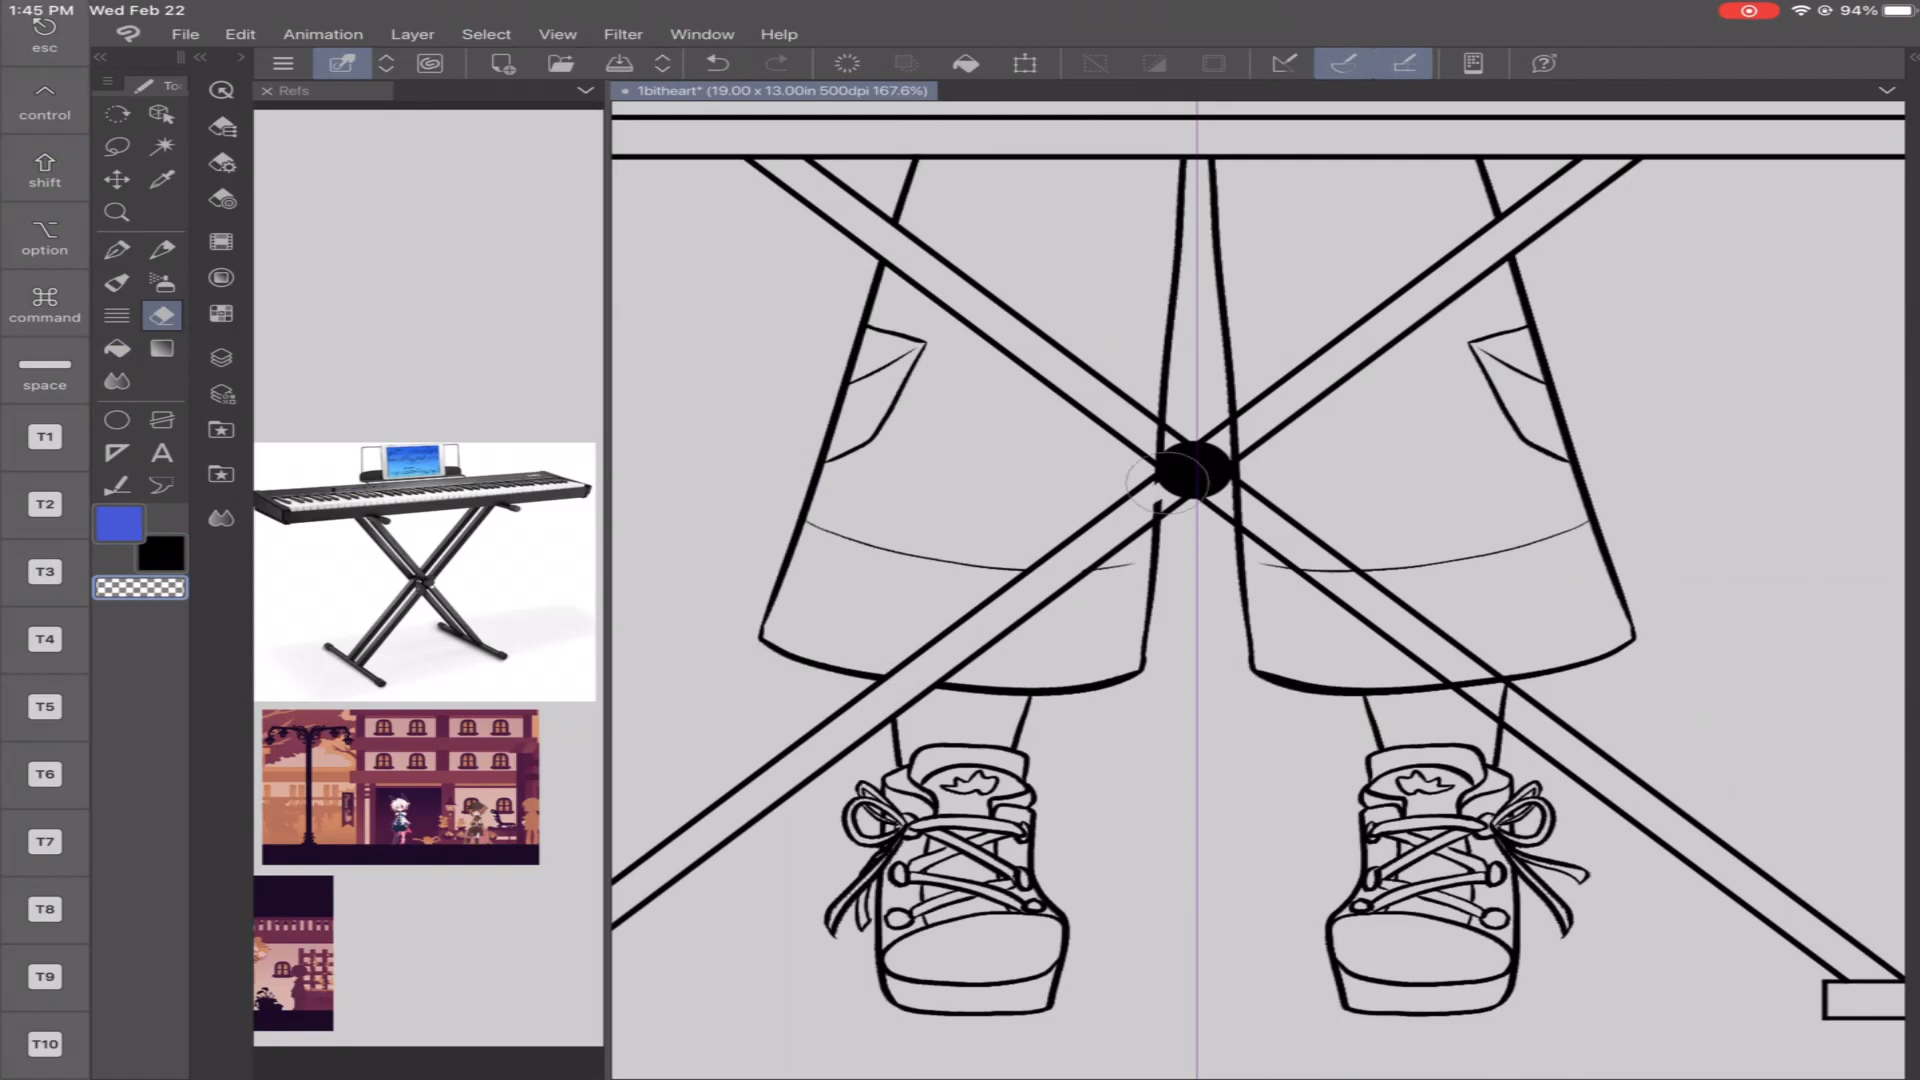 1:45 PM Wed Feb 22
94%
esc
File Edit Animation Layer Select View Filter Window Help
control
shift
option
command
space
T1
T2
T3
T4
T5
T6
T7
T8
T9
T10
To
A
Refs
1bitheart* (19.00 x 13.00in 500dpi 167.6%)